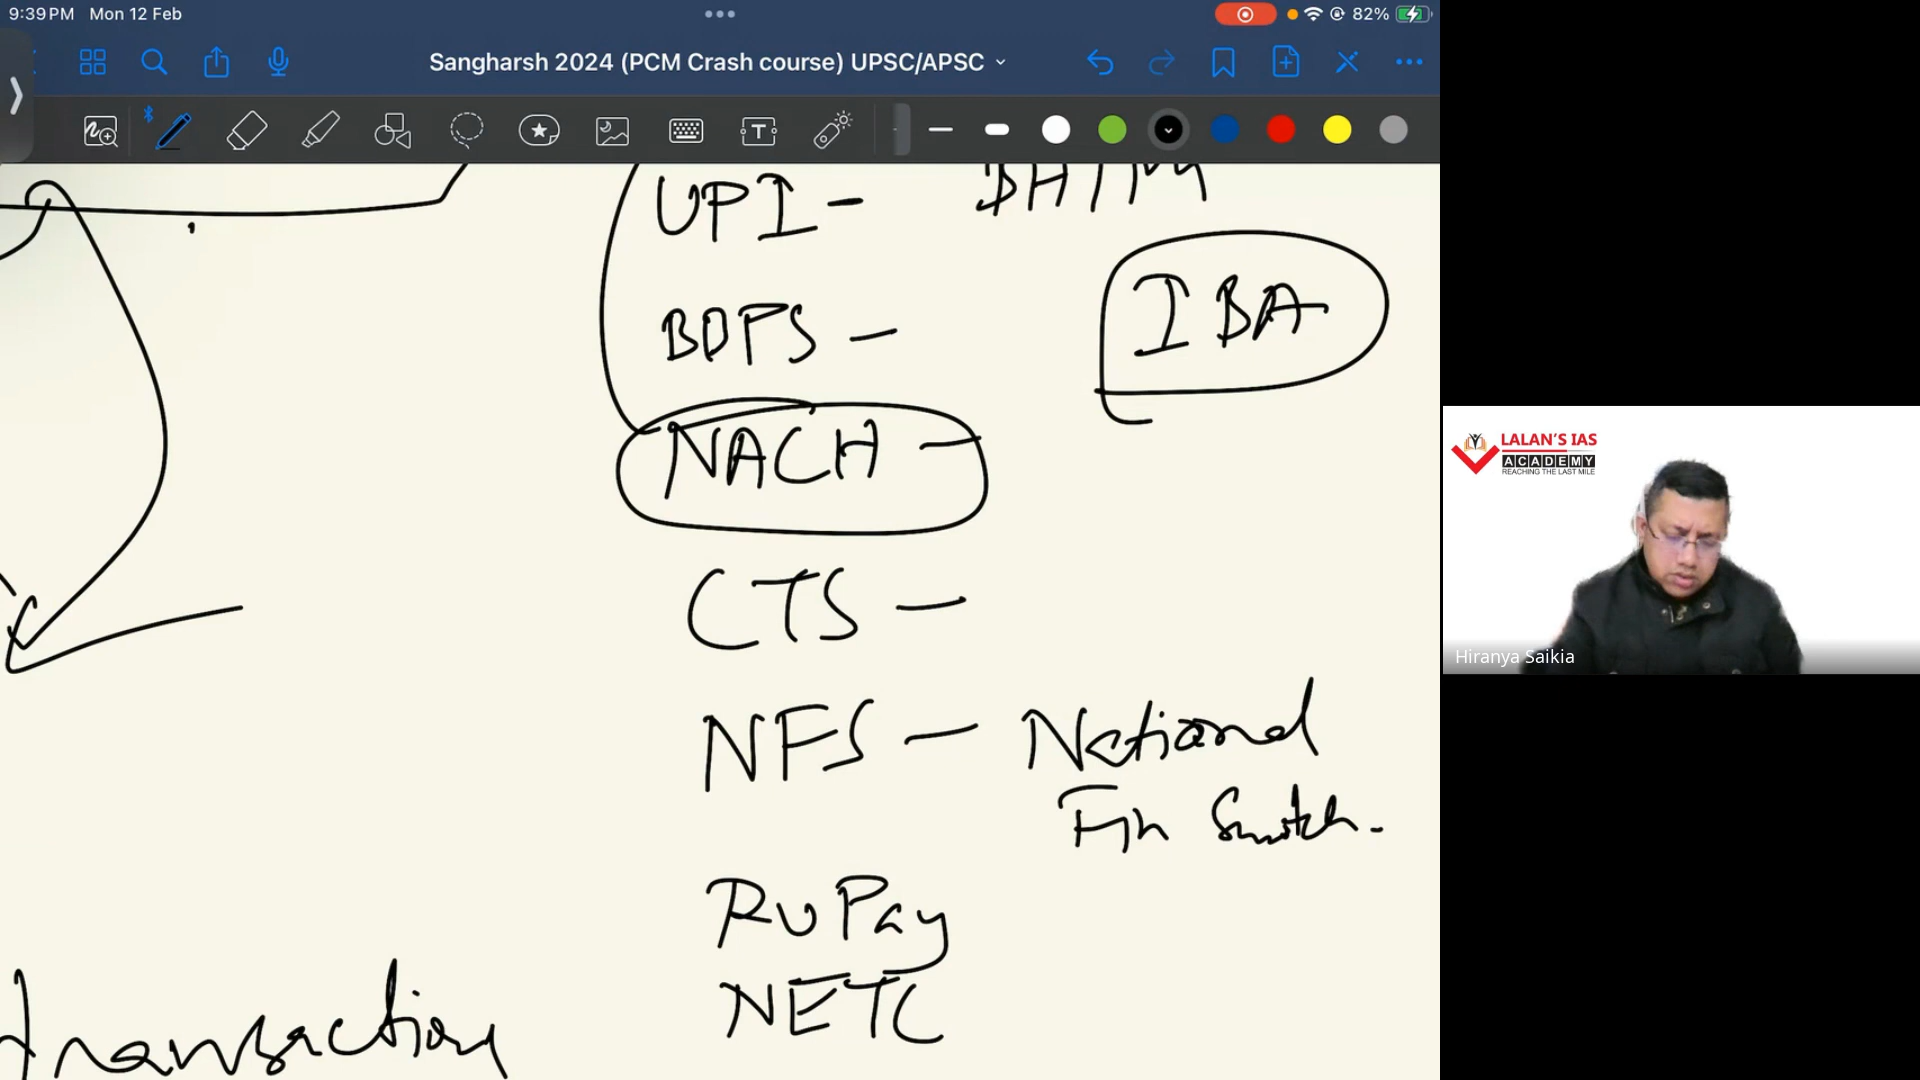 9:39 PM Mon 12 Feb
82%
Sangharsh 2024 (PCM Crash course) UPSC/APSC
T
UPI - BHIM
IBA
BBPS -
NACH -
CTS -
NFS - National
Fin Switch.
RuPay
NETC
transaction
LALAN'S IAS
ACADEMY
REACHING THE LAST MILE
Hiranya Saikia